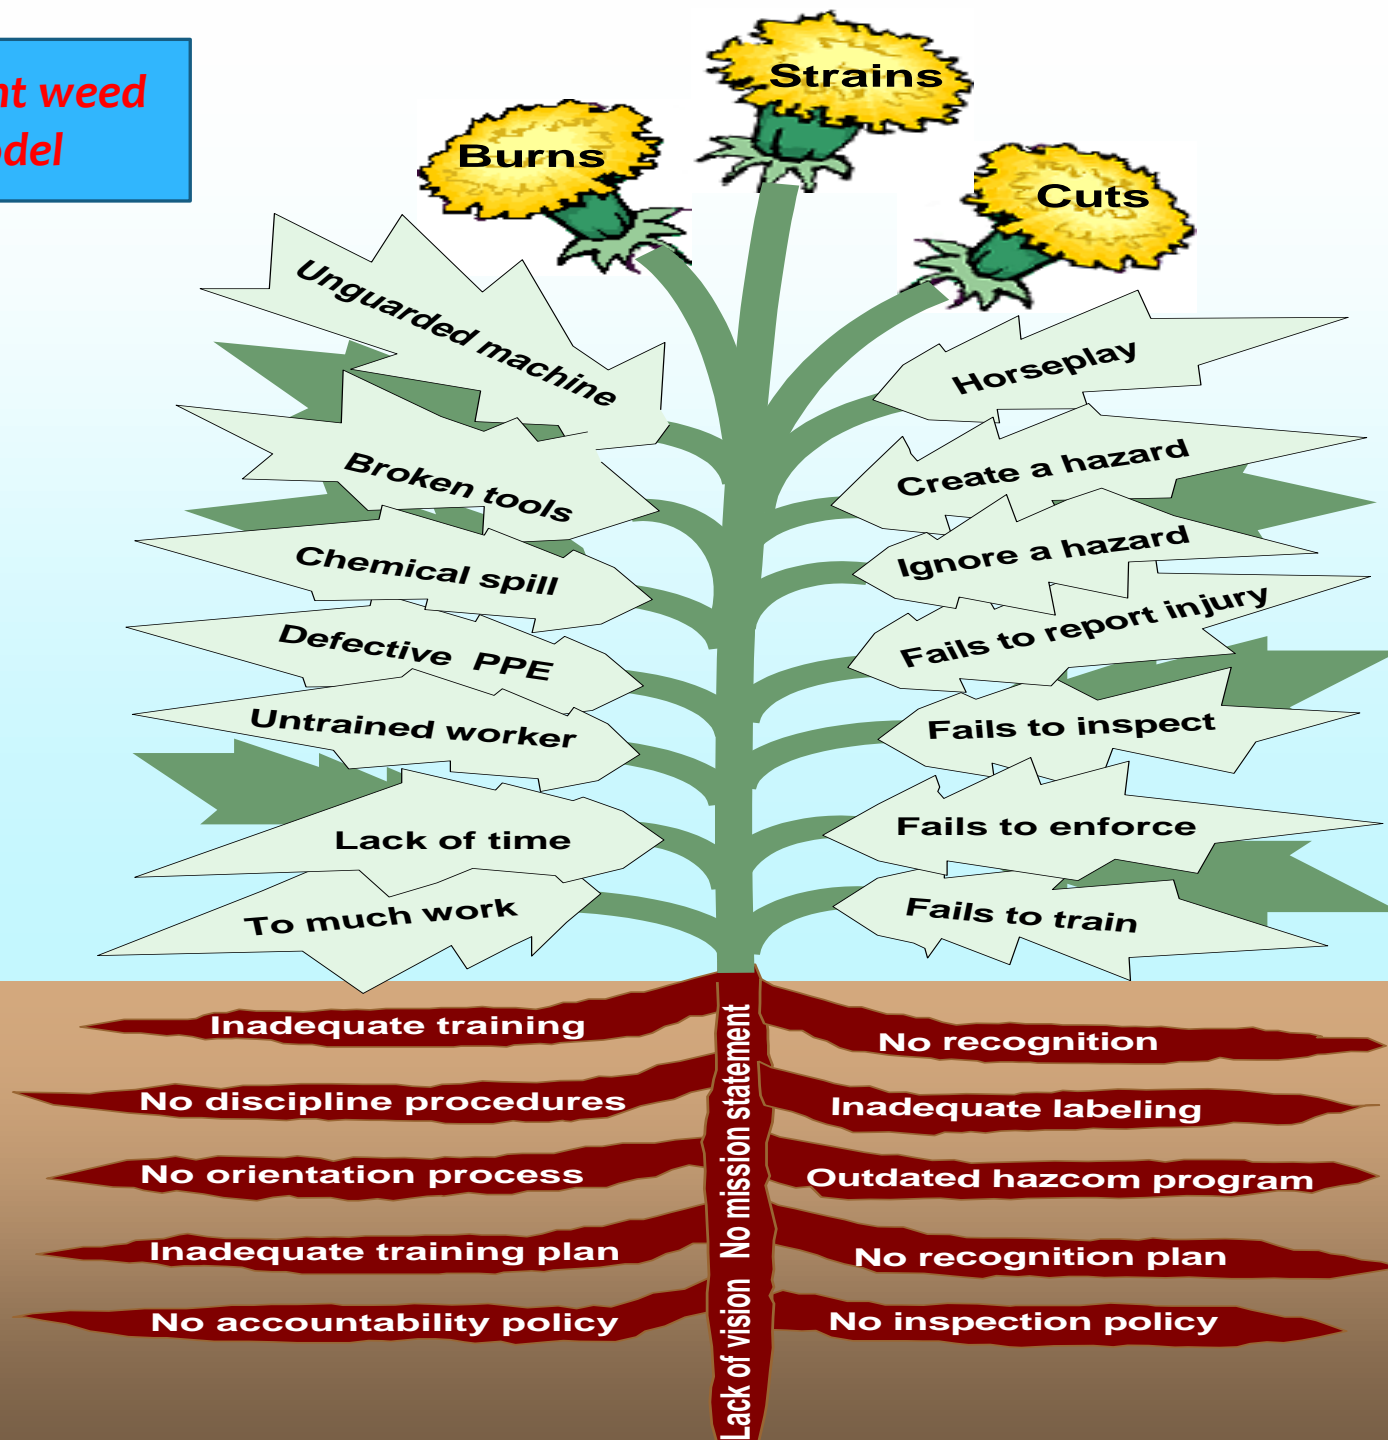 nt weed
odel
Strains
Burns
Cuts
Unguarded machine
Horseplay
Broken tools
Create a hazard
Chemical spill
Ignore a hazard
Defective PPE
Fails to report injury
Untrained worker
Fails to inspect
Lack of time
Fails to enforce
To much work
Fails to train
Inadequate training
No recognition
No discipline procedures
Inadequate labeling
No orientation process
Outdated hazcom program
Inadequate training plan
No recognition plan
No accountability policy
No inspection policy
Lack of vision No mission statement